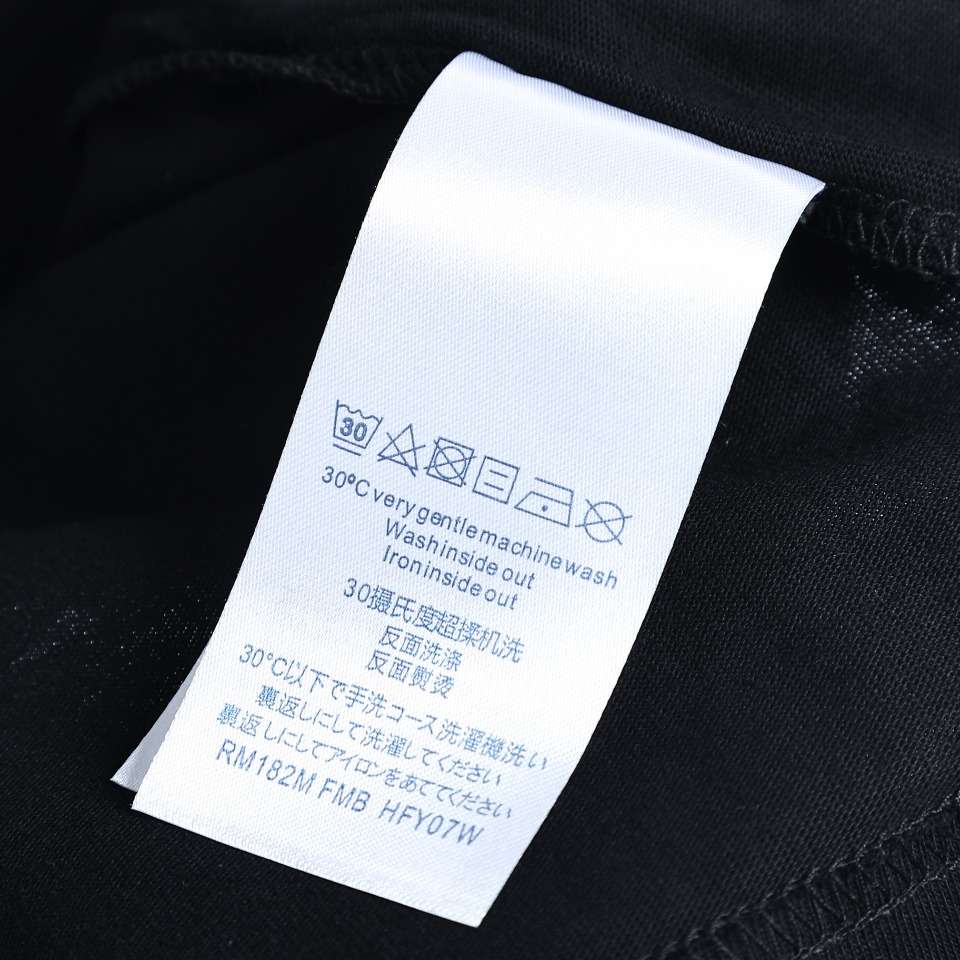 30
30°C very gentle machine wash
Wash inside out
Iron inside out
30摄氏度超揉机洗
反面洗涤
反面熨烫
30°C以下で手洗コース洗濯機洗い
裏返しにして洗濯してください
裏返しにしてアイロンをあててください
RM182M FMB HFY07W